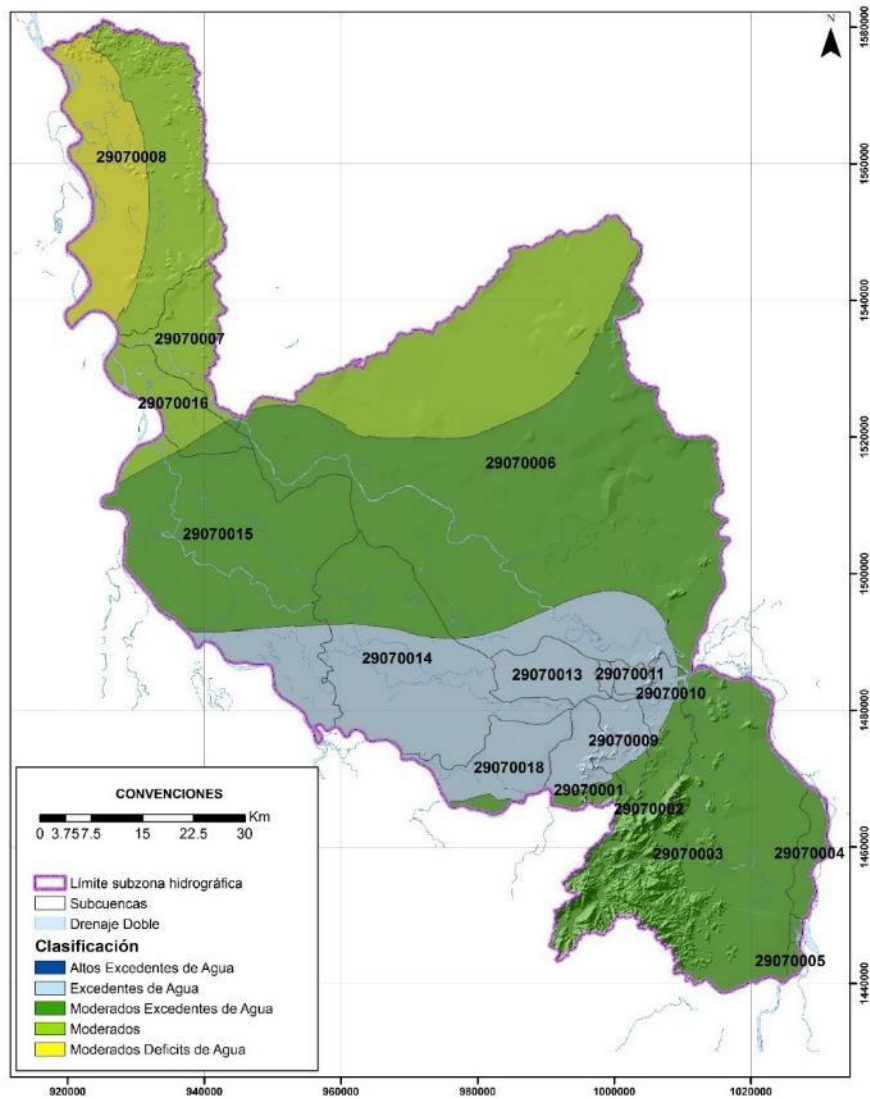 N
1580000
29070008
1560000
1540000
29070007
29070016
1520000
29070006
29070015
1500000
29070014
29070013
29070011
29070010
1480000
29070009
29070018
29070001
29070002
29070003
29070004
1460000
29070005
1440000
CONVENCIONES
0 3.75 7.5 15 22.5 30 Km
Límite subzona hidrográfica
Subcuencas
Drenaje Doble
Clasificación
Altos Excedentes de Agua
Excedentes de Agua
Moderados Excedentes de Agua
Moderados
Moderados Deficits de Agua
920000 940000 960000 980000 1000000 1020000